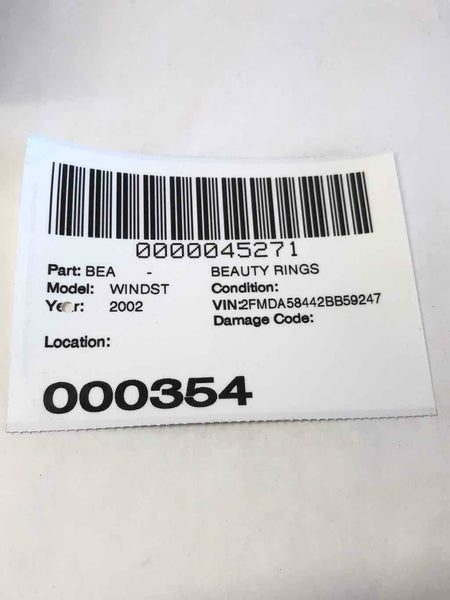 0000045271
Part: BEA - BEAUTY RINGS
Model: WINDST Condition:
Year: 2002 VIN:2FMDA58442BB59247
Damage Code:
Location:
000354